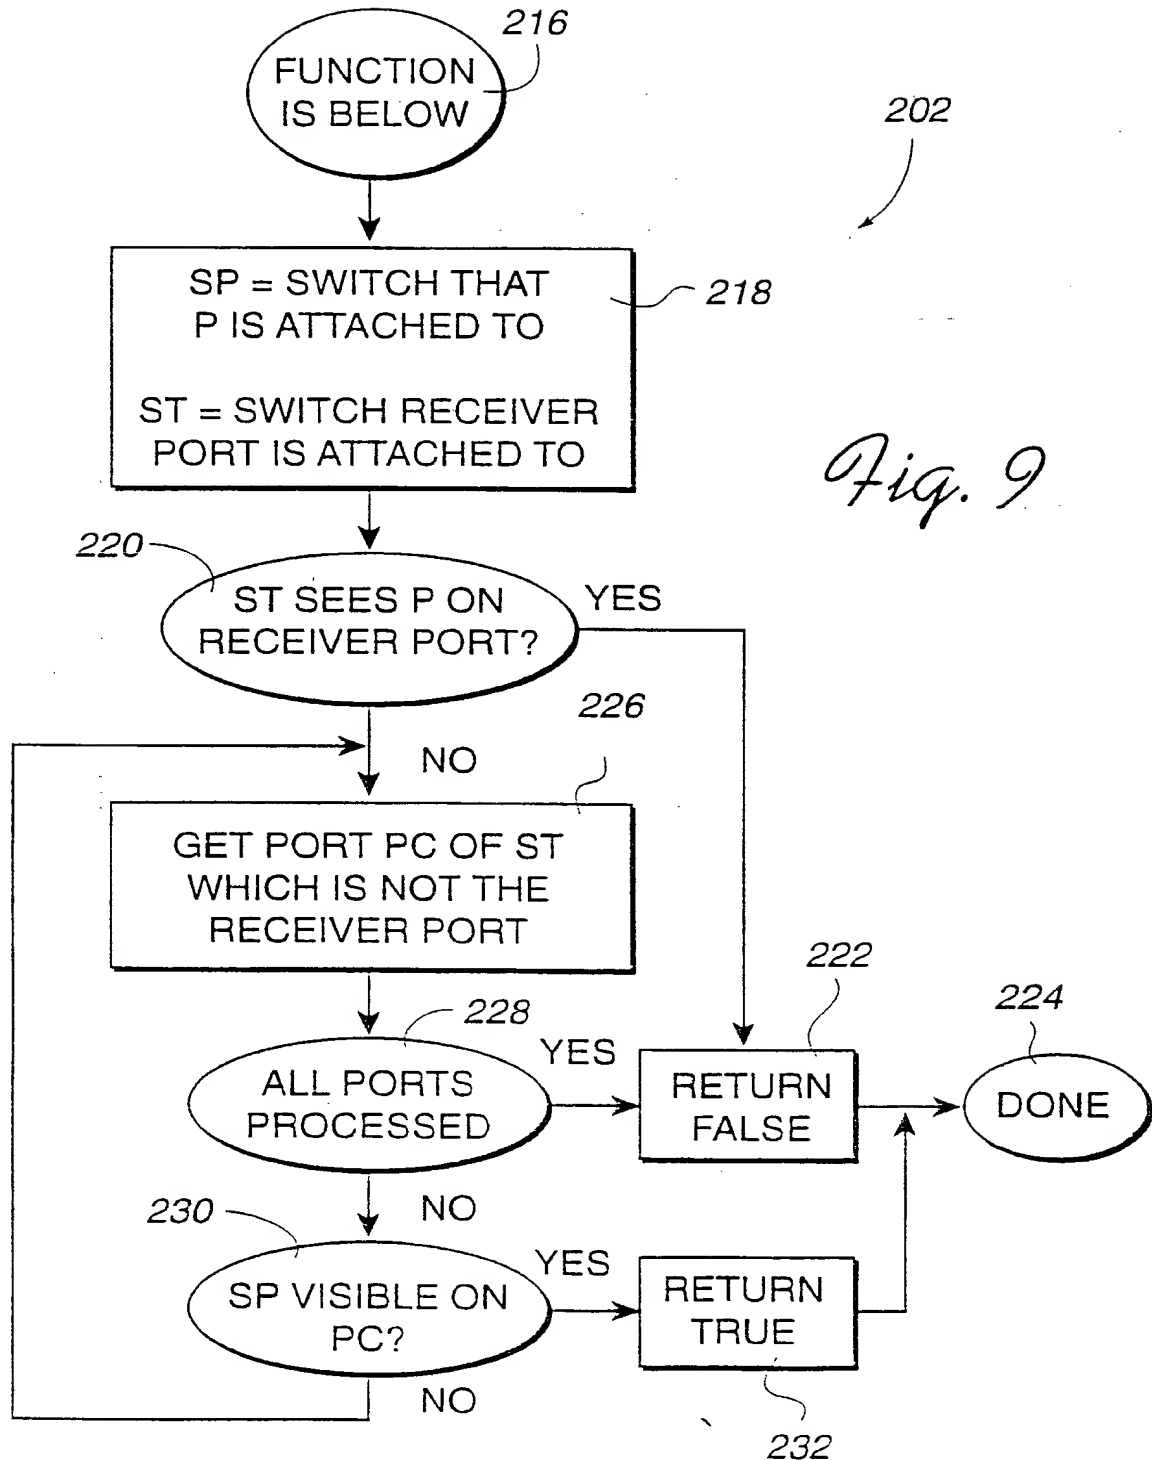 216
FUNCTION
IS BELOW
202
SP = SWITCH THAT
P IS ATTACHED TO
218
ST = SWITCH RECEIVER
PORT IS ATTACHED TO
Fig. 9
220
ST SEES P ON
RECEIVER PORT?
YES
226
NO
GET PORT PC OF ST
WHICH IS NOT THE
RECEIVER PORT
222
228
224
ALL PORTS
PROCESSED
YES
RETURN
FALSE
DONE
NO
230
SP VISIBLE ON
PC?
YES
RETURN
TRUE
NO
232